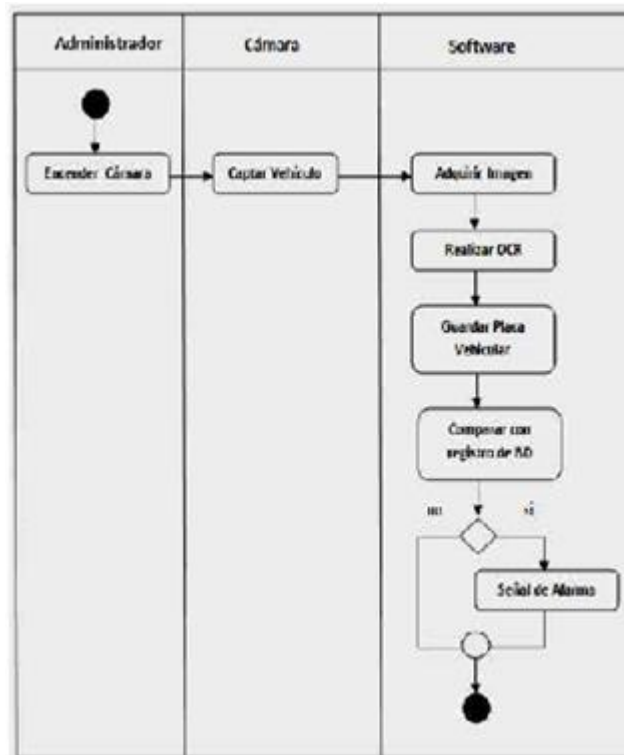 Administrador
Cámara
Software
Encender Cámara
Captar Vehículo
Adquirir Imagen
Realizar OCR
Guardar Placa
Vehicular
Comparar con
registro de BD
no
si
Señal de Alarma